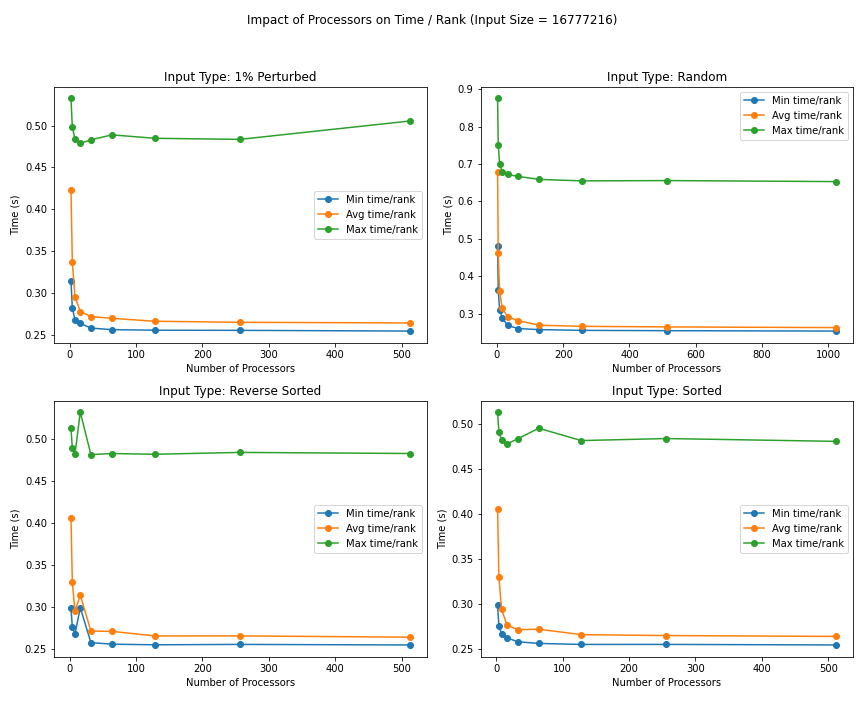 Impact of Processors on Time / Rank (Input Size = 16777216)
Input Type: 1% Perturbed
0.50
0.45
0.40
0.35
0.30
0.25
Time (s)
Min time/rank
Avg time/rank
Max time/rank
0 100 200 300 400 500
Number of Processors
Input Type: Random
0.9
0.8
0.7
0.6
0.5
0.4
0.3
Time (s)
Min time/rank
Avg time/rank
Max time/rank
0 200 400 600 800 1000
Number of Processors
Input Type: Reverse Sorted
0.50
0.45
0.40
0.35
0.30
0.25
Time (s)
Min time/rank
Avg time/rank
Max time/rank
0 100 200 300 400 500
Number of Processors
Input Type: Sorted
0.50
0.45
0.40
0.35
0.30
0.25
Time (s)
Min time/rank
Avg time/rank
Max time/rank
0 100 200 300 400 500
Number of Processors